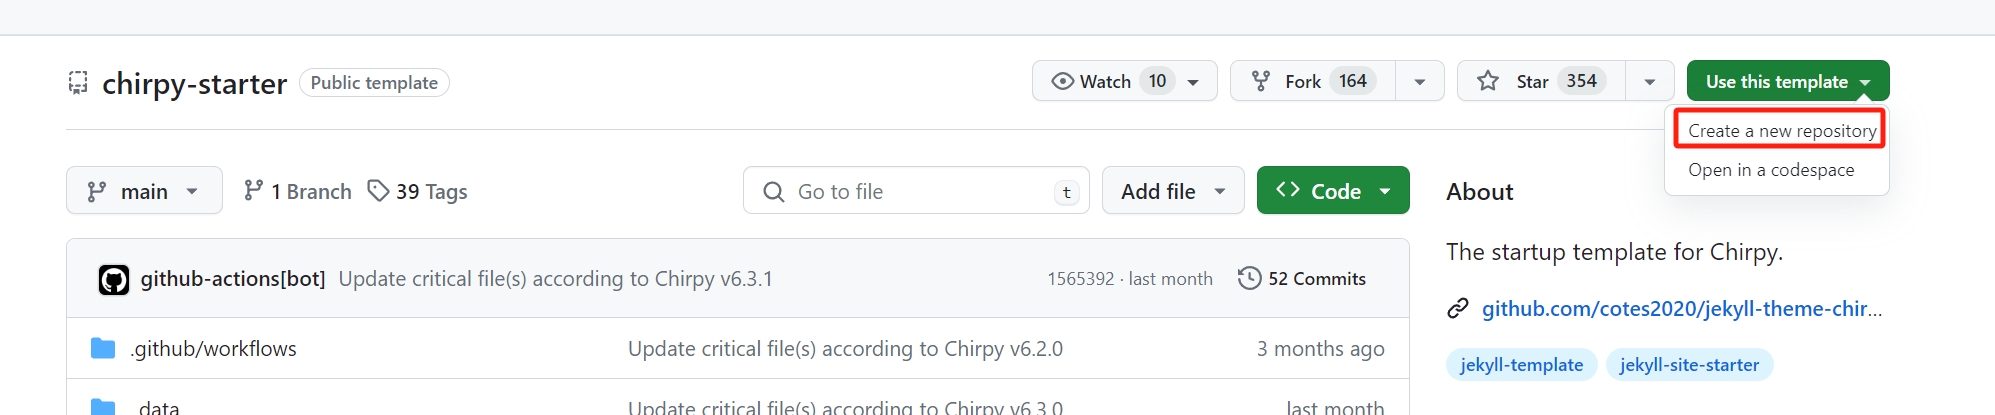 chirpy-starter Public template Watch 10 Fork 164 Star 354 Use this template
Create a new repository
Open in a codespace
main 1 Branch 39 Tags Go to file t Add file Code About
The startup template for Chirpy.
github-actions[bot] Update critical file(s) according to Chirpy v6.3.1 1565392 · last month 52 Commits
github.com/cotes2020/jekyll-theme-chir...
.github/workflows Update critical file(s) according to Chirpy v6.2.0 3 months ago
jekyll-template jekyll-site-starter
_data Update critical file(s) according to Chirpy v6.3.0 last month